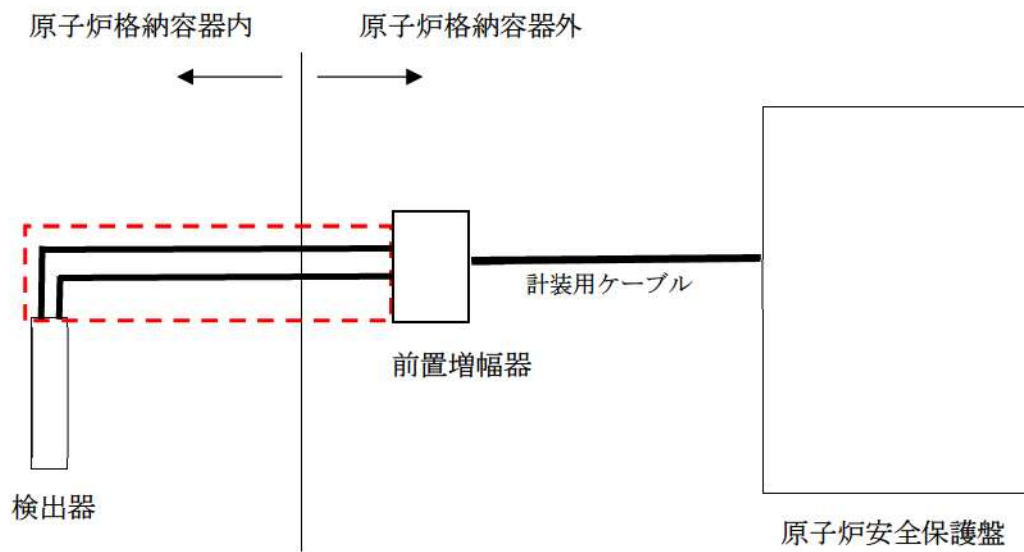 原子炉格納容器内
原子炉格納容器外
計装用ケーブル
前置増幅器
検出器
原子炉安全保護盤